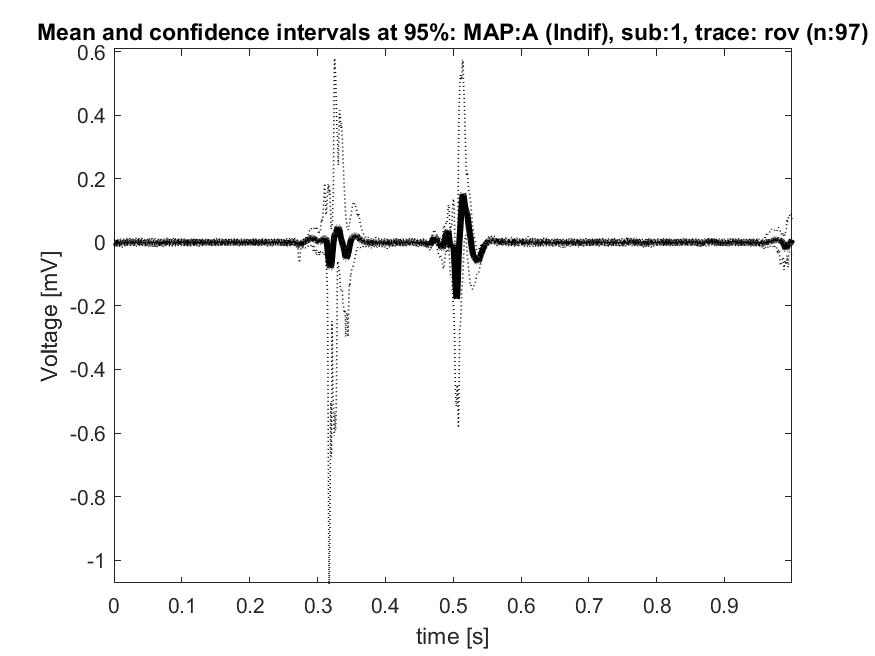 Mean and confidence intervals at 95%: MAP:A (Indif), sub:1, trace: rov (n:97)
0.6
0.4
0.2
0
-0.2
-0.4
-0.6
-0.8
-1
Voltage [mV]
0 0.1 0.2 0.3 0.4 0.5 0.6 0.7 0.8 0.9
time [s]